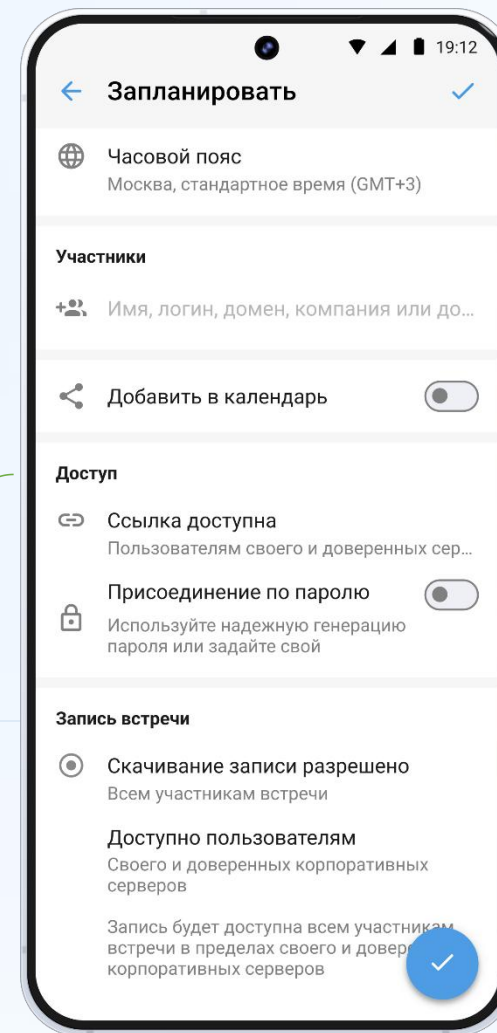 19:12
Запланировать
Часовой пояс
Москва, стандартное время (GMT+3)
Участники
Имя, логин, домен, компания или до...
Добавить в календарь
Доступ
Ссылка доступна
Пользователям своего и доверенных сер...
Присоединение по паролю
Используйте надежную генерацию
пароля или задайте свой
Запись встречи
Скачивание записи разрешено
Всем участникам встречи
Доступно пользователям
Своего и доверенных корпоративных
серверов
Запись будет доступна всем участникам
встречи в пределах своего и
корпоративных серверов